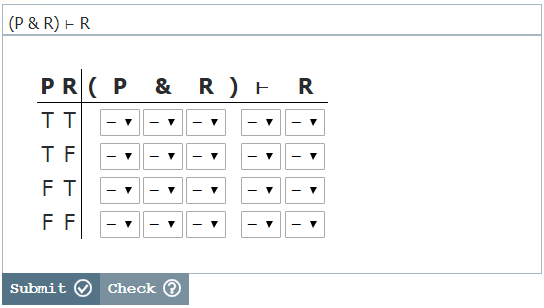 (P & R) ⊢ R
P R ( P & R ) ⊢ R
T T – – – – –
T F – – – – –
F T – – – – –
F F – – – – –
Submit Check